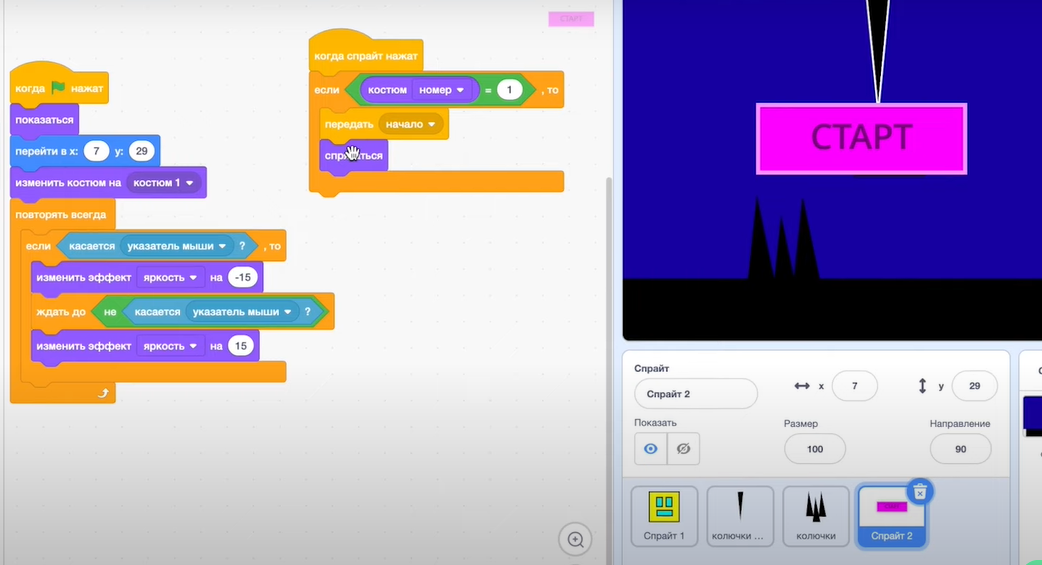 СТАРТ
когда спрайт нажат
если костюм номер = 1 , то
передать начало
спрятаться
когда нажат
показаться
перейти в x: 7 y: 29
изменить костюм на костюм 1
повторять всегда
если касается указатель мыши ? , то
изменить эффект яркость на -15
ждать до не касается указатель мыши ?
изменить эффект яркость на 15
СТАРТ
Спрайт
Спрайт 2
x 7
y 29
Показать
Размер
100
Направление
90
Спрайт 1
колючки ...
колючки
Спрайт 2